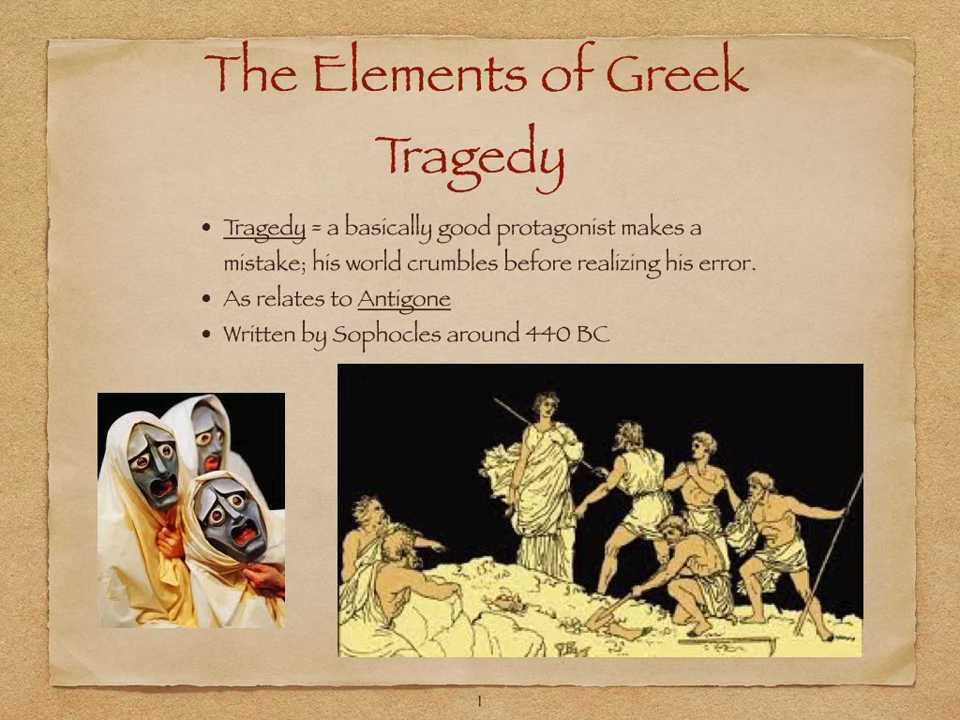 The Elements of Greek
Tragedy
• Tragedy = a basically good protagonist makes a
mistake; his world crumbles before realizing his error.
• As relates to Antigone
• Written by Sophocles around 440 BC
1